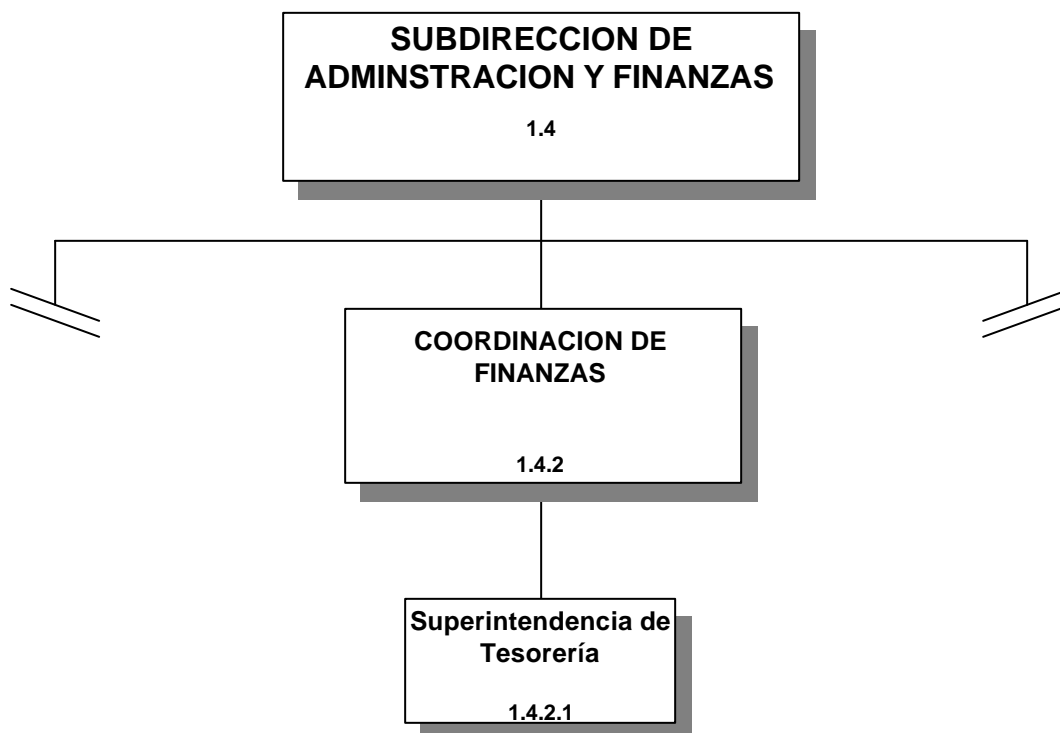 SUBDIRECCION DE
ADMINSTRACION Y FINANZAS
1.4
COORDINACION DE
FINANZAS
1.4.2
Superintendencia de
Tesorería
1.4.2.1